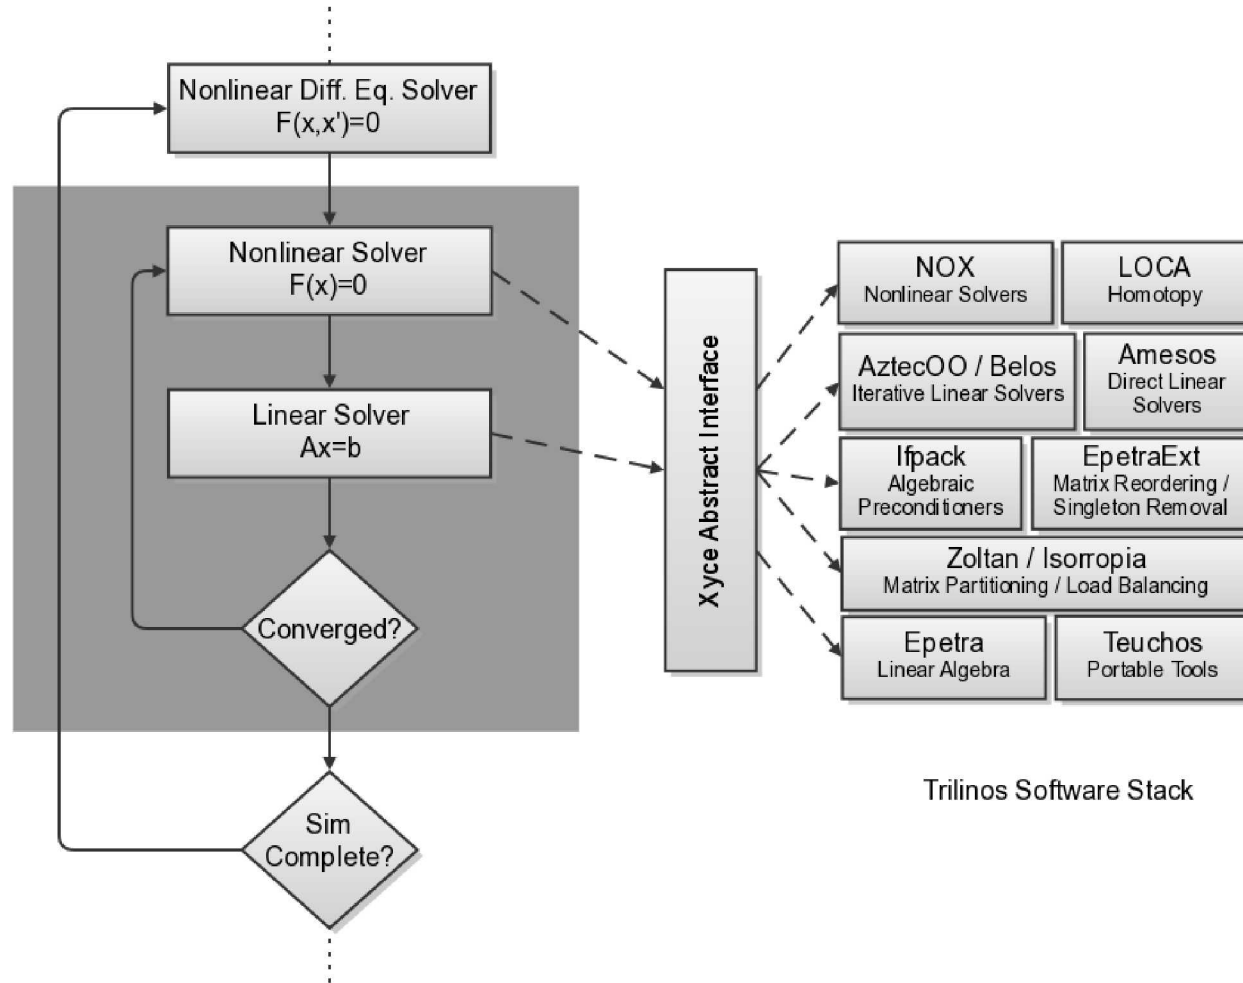 Nonlinear Diff. Eq. Solver
F(x,x')=0
Nonlinear Solver
F(x)=0
Linear Solver
Ax=b
Converged?
Sim
Complete?
Xyce Abstract Interface
NOX
Nonlinear Solvers
LOCA
Homotopy
AztecOO / Belos
Iterative Linear Solvers
Amesos
Direct Linear
Solvers
Ifpack
Algebraic
Preconditioners
EpetraExt
Matrix Reordering /
Singleton Removal
Zoltan / Isorropia
Matrix Partitioning / Load Balancing
Epetra
Linear Algebra
Teuchos
Portable Tools
Trilinos Software Stack